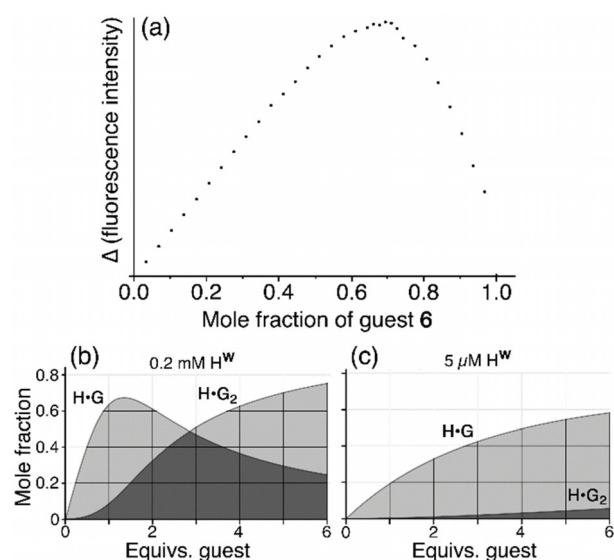 (a)
Δ (fluorescence intensity)
0.0 0.2 0.4 0.6 0.8 1.0
Mole fraction of guest 6
(b) 0.2 mM Hᵂ
Mole fraction
0.8
0.6
0.4
0.2
0
H•G
H•G₂
0 2 4 6
Equivs. guest
(c) 5 μM Hᵂ
H•G
H•G₂
0 2 4 6
Equivs. guest